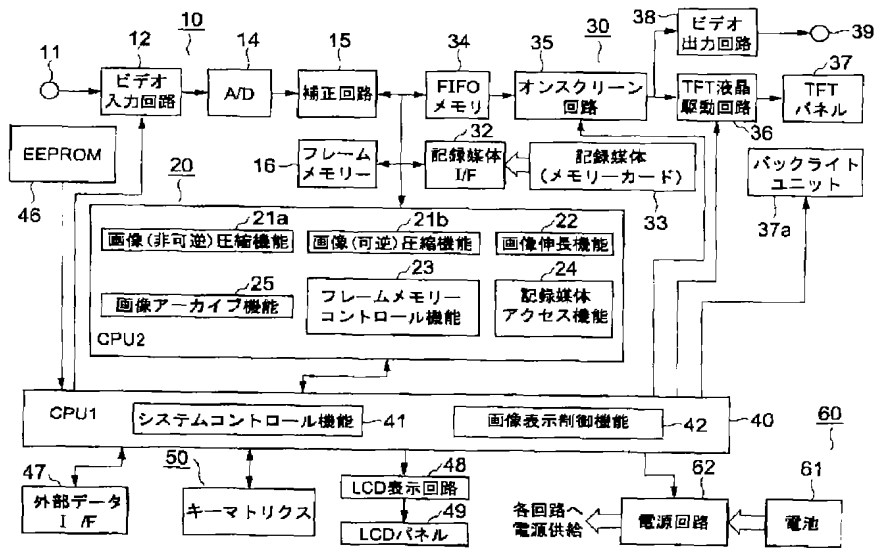 10
30
38
ビデオ
出力回路
39
11
12
ビデオ
入力回路
14
A/D
15
補正回路
34
FIFO
メモリ
35
オンスクリーン
回路
TFT液晶
駆動回路
36
37
TFT
パネル
EEPROM
46
16
フレーム
メモリー
32
記録媒体
I/F
記録媒体
(メモリーカード)
33
バックライト
ユニット
37a
20
21a
画像(非可逆)圧縮機能
21b
画像(可逆)圧縮機能
22
画像伸長機能
25
画像アーカイブ機能
23
フレームメモリー
コントロール機能
24
記録媒体
アクセス機能
CPU2
CPU1
システムコントロール機能
41
画像表示制御機能
42
40
60
47
外部データ
I /F
50
キーマトリクス
48
LCD表示回路
49
LCDパネル
各回路へ
電源供給
62
電源回路
61
電池